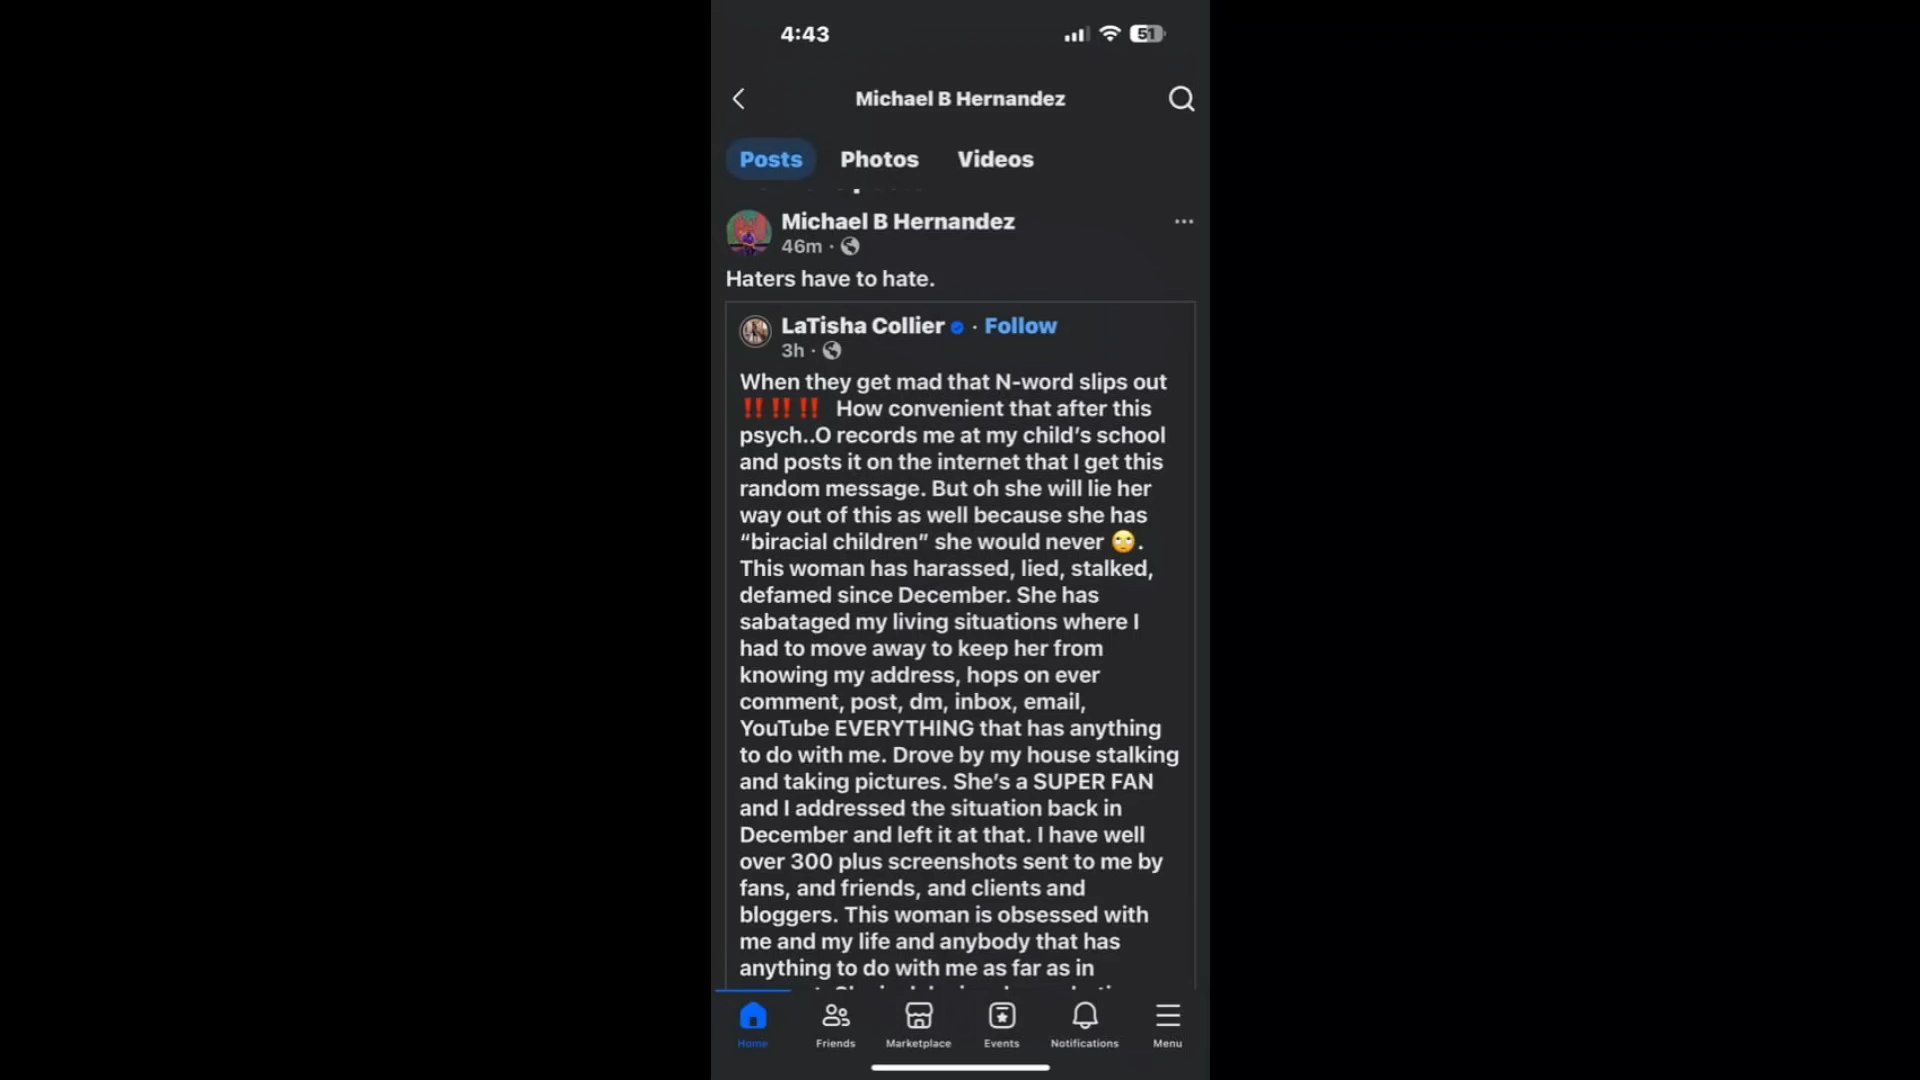 4:43
51
Michael B Hernandez
Posts Photos Videos
Michael B Hernandez
46m ·
Haters have to hate.
LaTisha Collier · Follow
3h ·
When they get mad that N-word slips out
‼️‼️‼️ How convenient that after this
psych..O records me at my child's school
and posts it on the internet that I get this
random message. But oh she will lie her
way out of this as well because she has
“biracial children” she would never 🙄.
This woman has harassed, lied, stalked,
defamed since December. She has
sabataged my living situations where I
had to move away to keep her from
knowing my address, hops on ever
comment, post, dm, inbox, email,
YouTube EVERYTHING that has anything
to do with me. Drove by my house stalking
and taking pictures. She's a SUPER FAN
and I addressed the situation back in
December and left it at that. I have well
over 300 plus screenshots sent to me by
fans, and friends, and clients and
bloggers. This woman is obsessed with
me and my life and anybody that has
anything to do with me as far as in
Home Friends Marketplace Events Notifications Menu